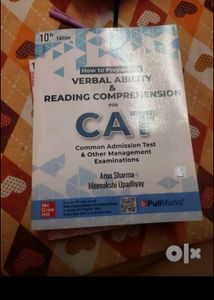 10th Edition
How to Prepare for
VERBAL ABILITY
&
READING COMPREHENSION
FOR
CAT
Common Admission Test
& Other Management
Examinations
Arun Sharma
Meenakshi Upadhyay
Mc
Graw
Hill
PullMarks
olx